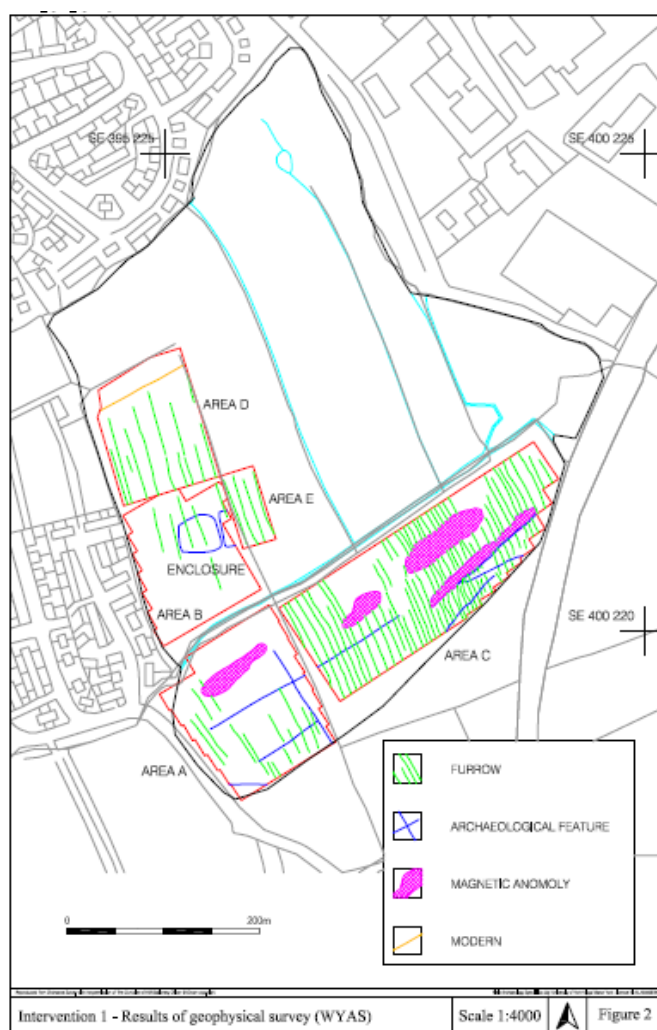 SE 395 225
SE 400 225
AREA D
AREA E
ENCLOSURE
AREA B
SE 400 220
AREA C
AREA A
FURROW
ARCHAEOLOGICAL FEATURE
MAGNETIC ANOMOLY
MODERN
0 200m
Intervention 1 - Results of geophysical survey (WYAS) Scale 1:4000 Figure 2